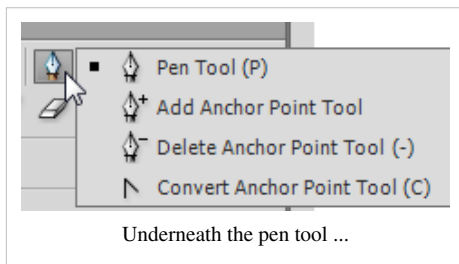 Pen Tool (P)
Add Anchor Point Tool
Delete Anchor Point Tool (-)
Convert Anchor Point Tool (C)
Underneath the pen tool ...